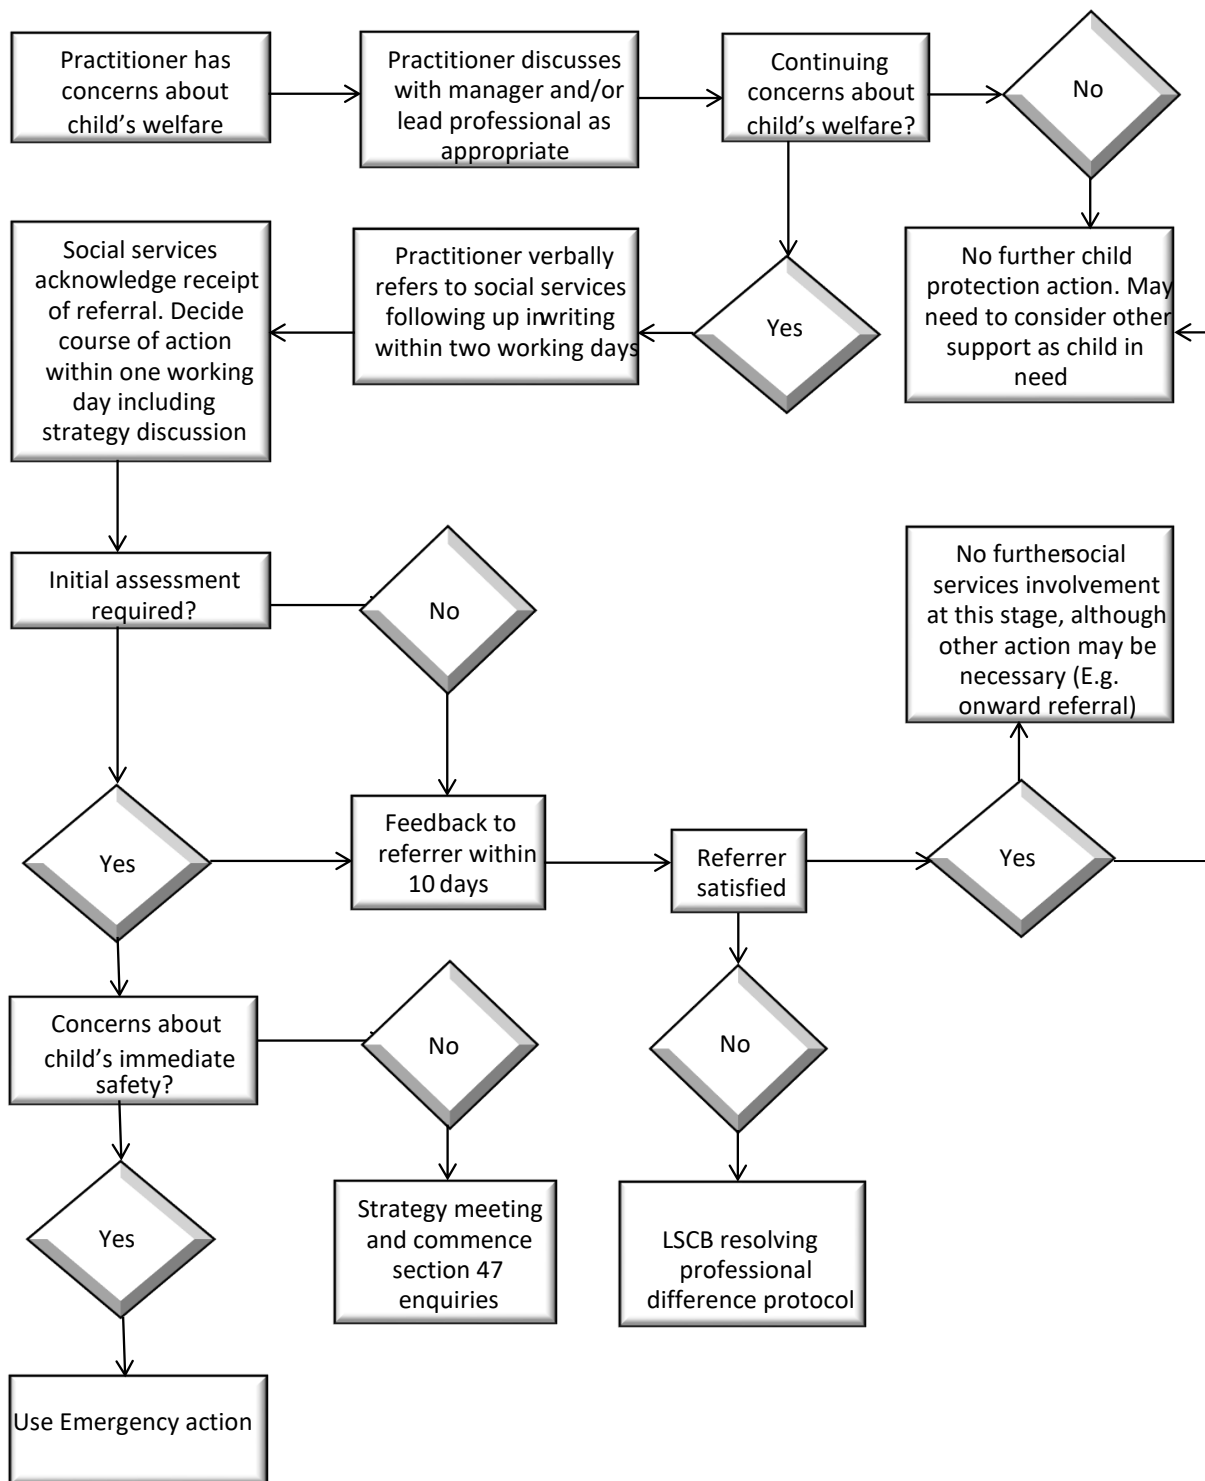 Practitioner has
concerns about
child's welfare
Practitioner discusses
with manager and/or
lead professional as
appropriate
Continuing
concerns about
child's welfare?
No
Social services
acknowledge receipt
of referral. Decide
course of action
within one working
day including
strategy discussion
Practitioner verbally
refers to social services
following up in writing
within two working days
Yes
No further child
protection action. May
need to consider other
support as child in
need
Initial assessment
required?
No
No further social
services involvement
at this stage, although
other action may be
necessary (E.g.
onward referral)
Yes
Feedback to
referrer within
10 days
Referrer
satisfied
Yes
Concerns about
child's immediate
safety?
No
No
Yes
Strategy meeting
and commence
section 47
enquiries
LSCB resolving
professional
difference protocol
Use Emergency action